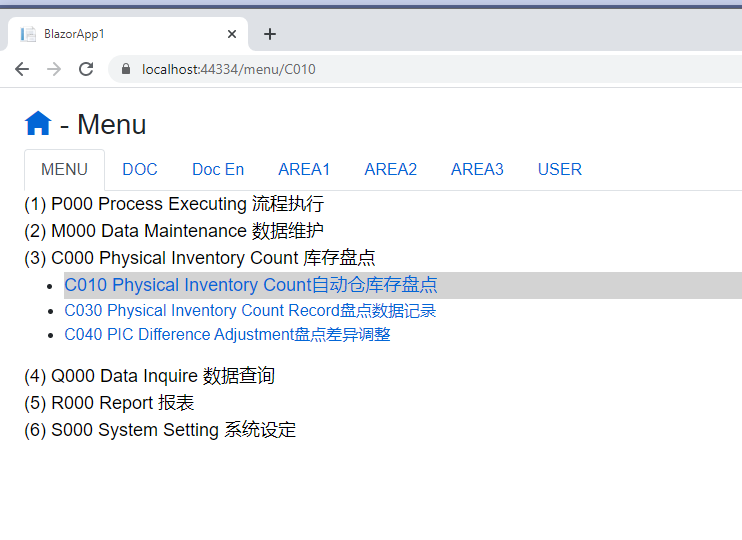 BlazorApp1
localhost:44334/menu/C010
- Menu
MENU DOC Doc En AREA1 AREA2 AREA3 USER
(1) P000 Process Executing 流程执行
(2) M000 Data Maintenance 数据维护
(3) C000 Physical Inventory Count 库存盘点
• C010 Physical Inventory Count自动仓库存盘点
• C030 Physical Inventory Count Record盘点数据记录
• C040 PIC Difference Adjustment盘点差异调整
(4) Q000 Data Inquire 数据查询
(5) R000 Report 报表
(6) S000 System Setting 系统设定